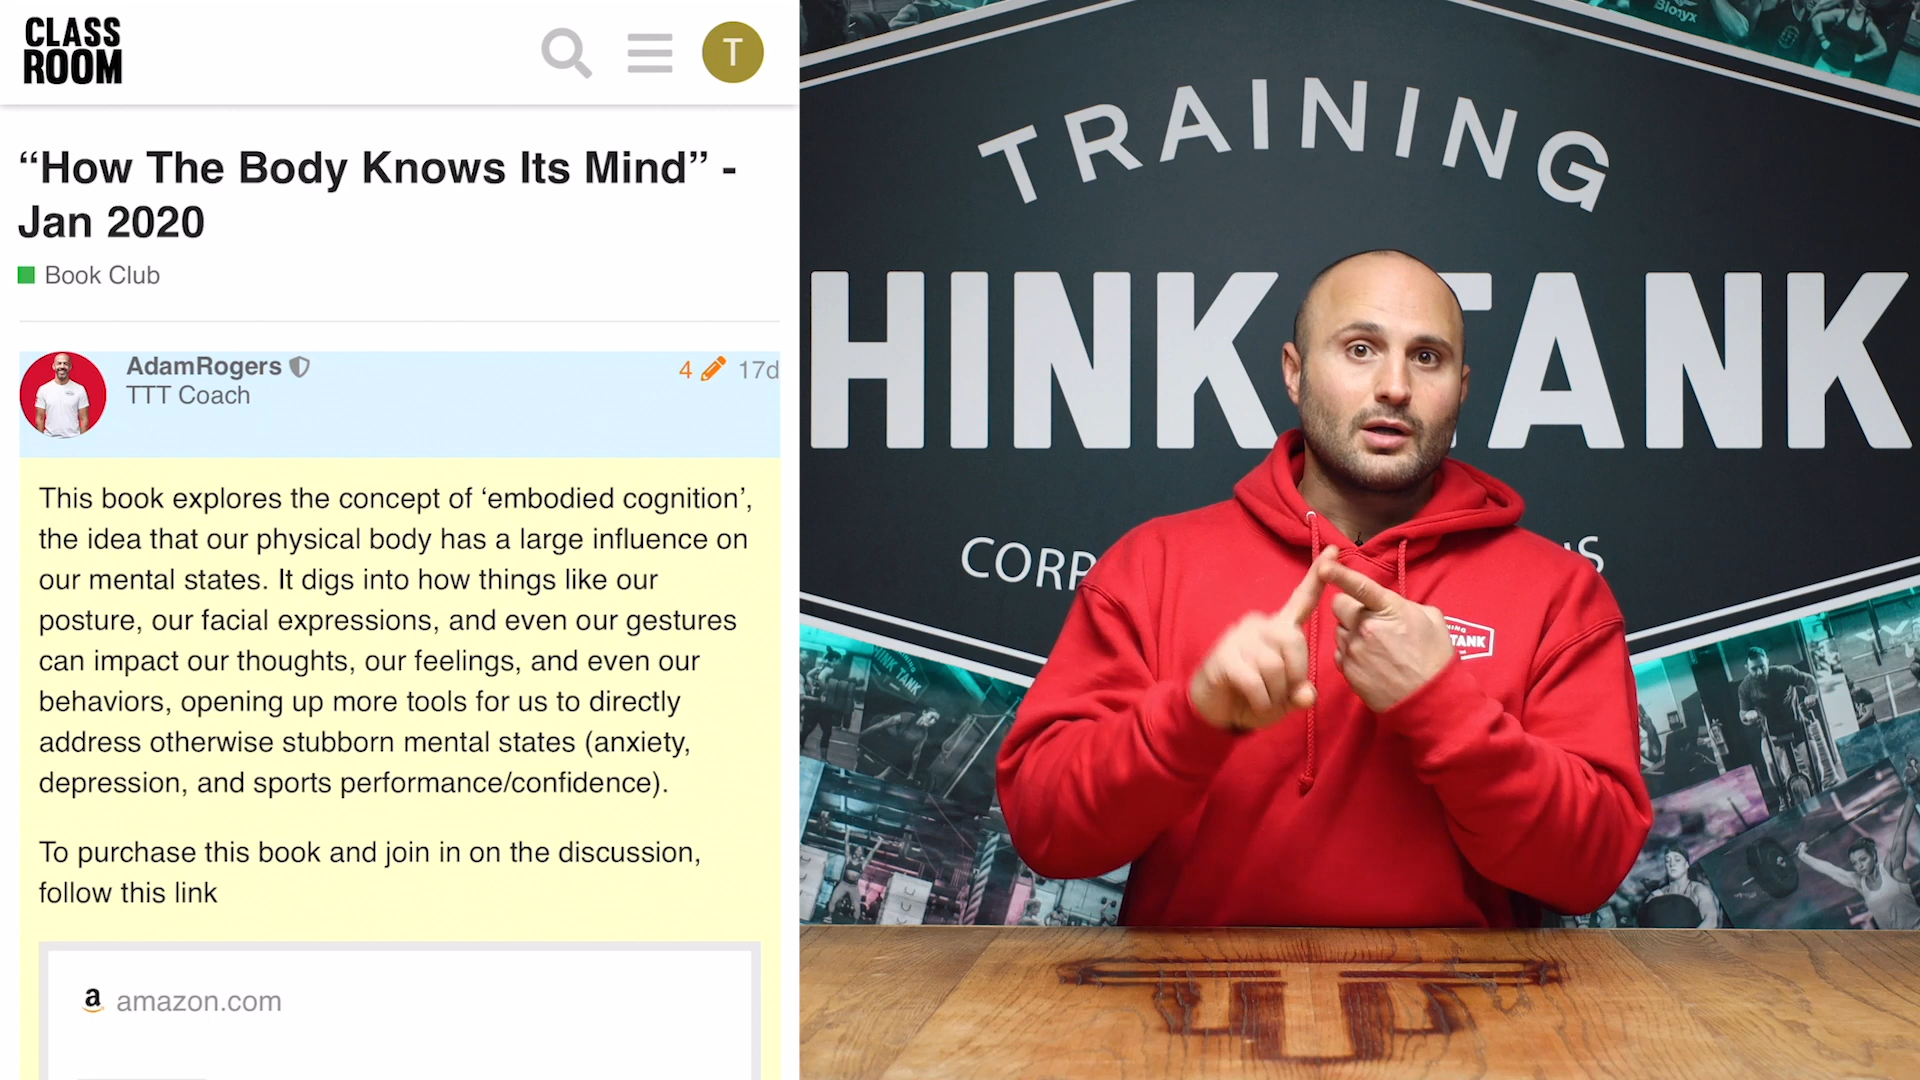 CLASS
ROOM
T
“How The Body Knows Its Mind” -
Jan 2020
Book Club
AdamRogers
TTT Coach
4
17d
This book explores the concept of ‘embodied cognition’,
the idea that our physical body has a large influence on
our mental states. It digs into how things like our
posture, our facial expressions, and even our gestures
can impact our thoughts, our feelings, and even our
behaviors, opening up more tools for us to directly
address otherwise stubborn mental states (anxiety,
depression, and sports performance/confidence).
To purchase this book and join in on the discussion,
follow this link
a amazon.com
TRAINING
HINK TANK
CORP
S
TANK
THINK TANK